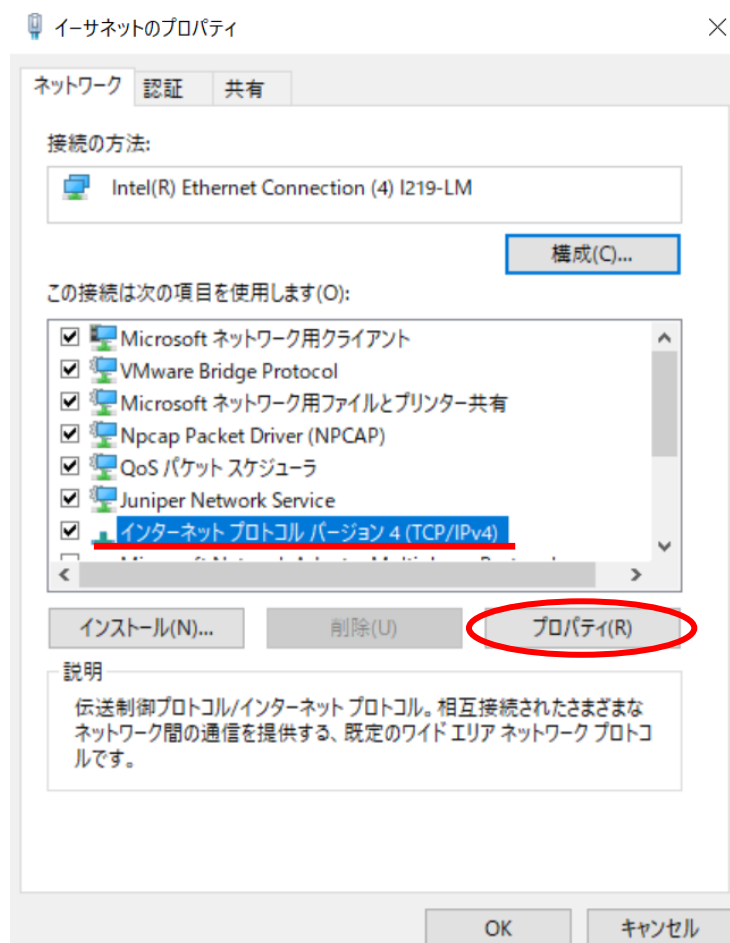 イーサネットのプロパティ
ネットワーク 認証 共有
接続の方法:
Intel(R) Ethernet Connection (4) I219-LM
構成(C)...
この接続は次の項目を使用します(O):
Microsoft ネットワーク用クライアント
VMware Bridge Protocol
Microsoft ネットワーク用ファイルとプリンター共有
Npcap Packet Driver (NPCAP)
QoS パケット スケジューラ
Juniper Network Service
インターネット プロトコル バージョン 4 (TCP/IPv4)
インストール(N)... 削除(U) プロパティ(R)
説明
伝送制御プロトコル/インターネット プロトコル。相互接続されたさまざまな
ネットワーク間の通信を提供する、既定のワイド エリア ネットワーク プロトコ
ルです。
OK キャンセル